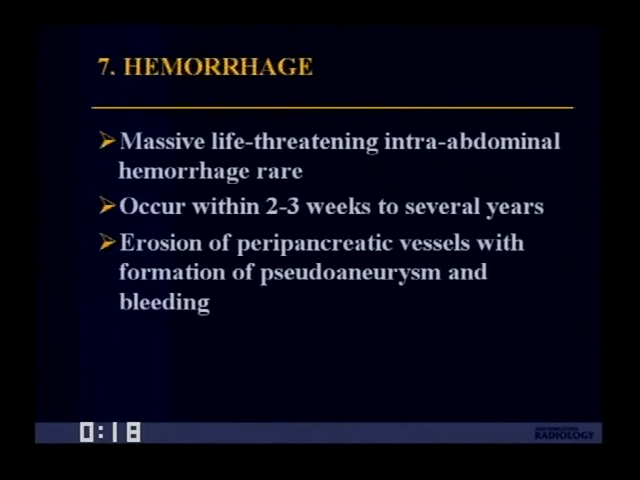 7. HEMORRHAGE
Massive life-threatening intra-abdominal
hemorrhage rare
Occur within 2-3 weeks to several years
Erosion of peripancreatic vessels with
formation of pseudoaneurysm and
bleeding
0:18
RADIOLOGY